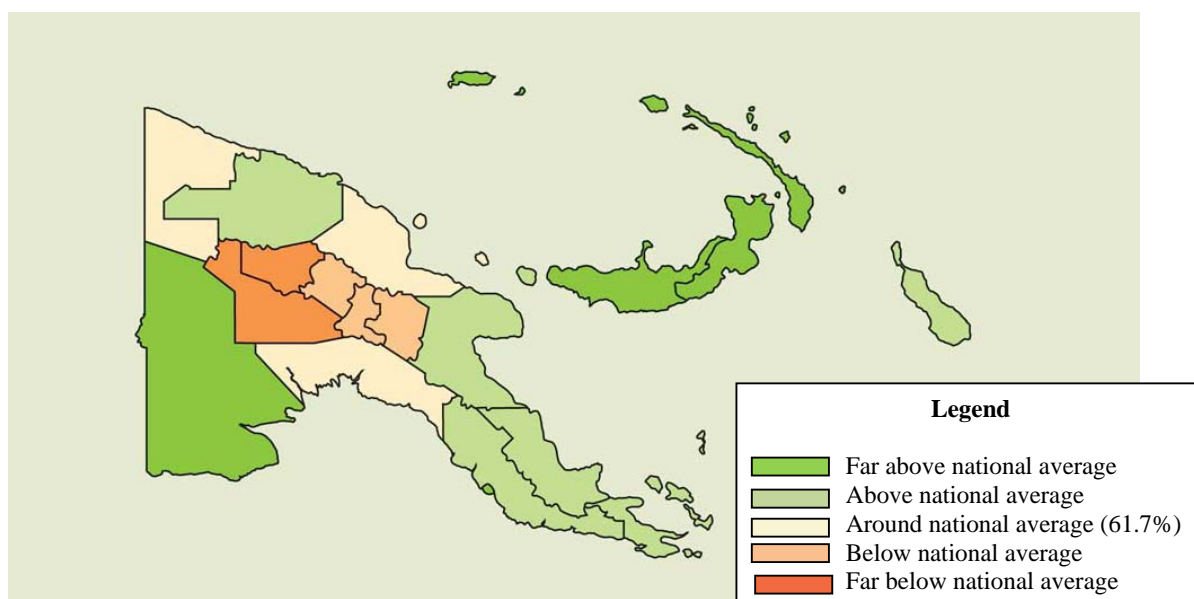 Legend
Far above national average
Above national average
Around national average (61.7%)
Below national average
Far below national average